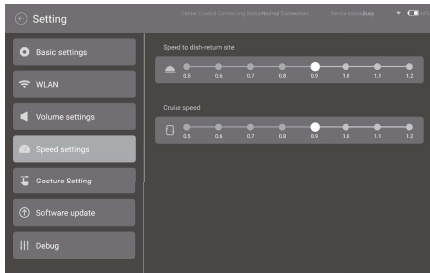 Setting
Center Control Connecting Status:Normal Connection
Service status:Busy
Basic settings
WLAN
Volume settings
Speed settings
Gesture Setting
Software update
Debug
Speed to dish-return site
0.5 0.6 0.7 0.8 0.9 1.0 1.1 1.2
Cruise speed
0.5 0.6 0.7 0.8 0.9 1.0 1.1 1.2